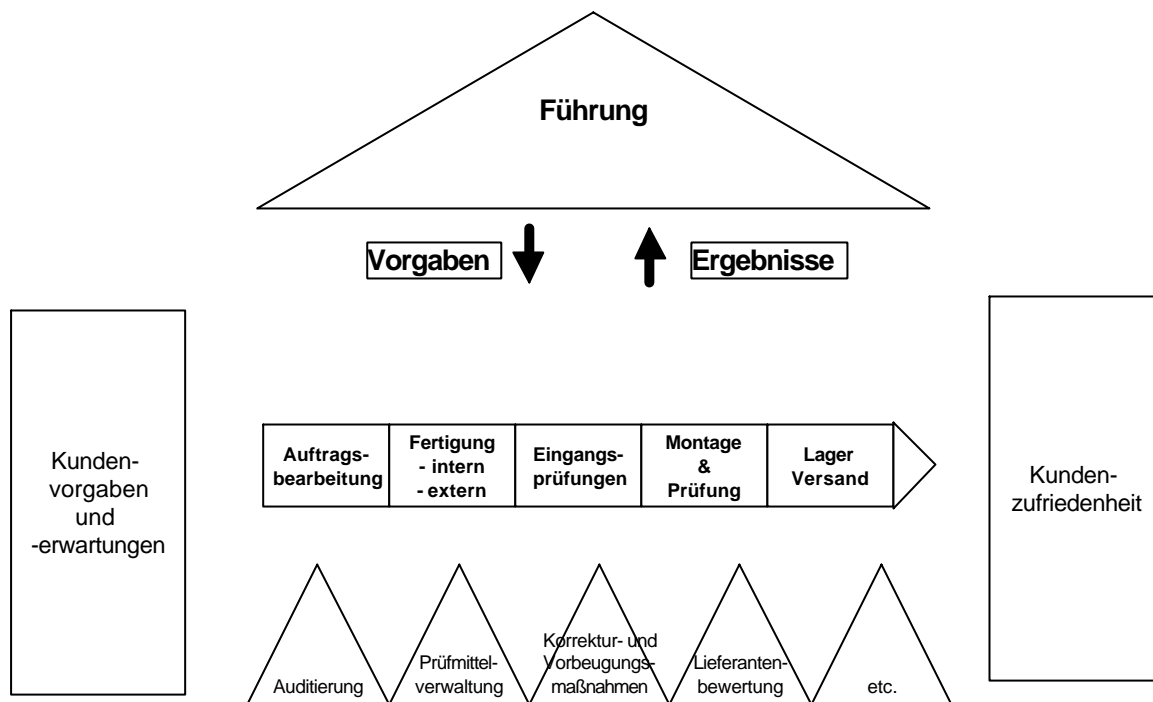 Führung
Vorgaben
Ergebnisse
Kunden-
vorgaben
und
-erwartungen
Auftrags-
bearbeitung
Fertigung
- intern
- extern
Eingangs-
prüfungen
Montage
&
Prüfung
Lager
Versand
Kunden-
zufriedenheit
Auditierung
Prüfmittel-
verwaltung
Korrektur- und
Vorbeugungs-
maßnahmen
Lieferanten-
bewertung
etc.